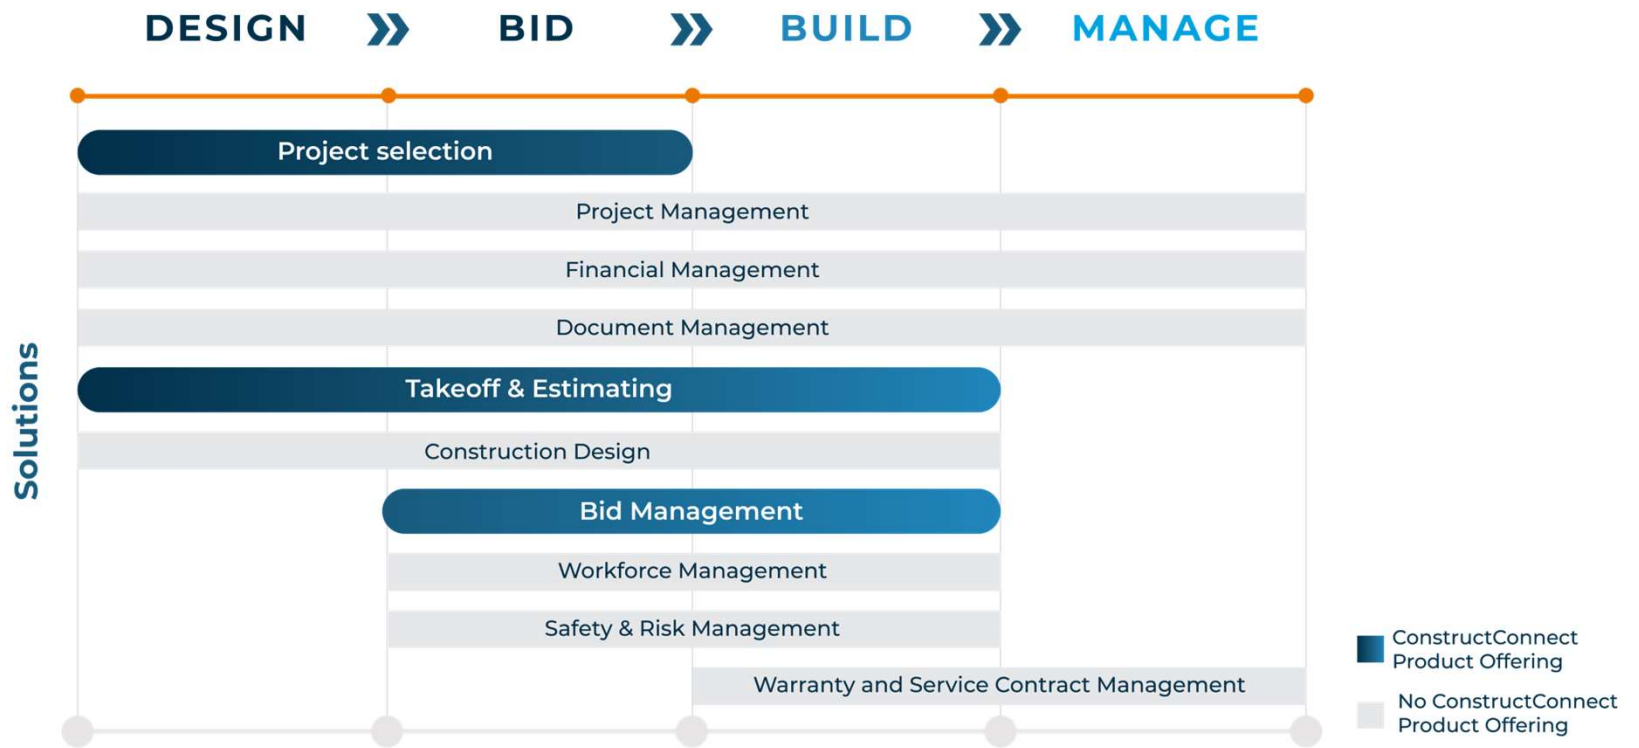 DESIGN BID BUILD MANAGE
Project selection
Project Management
Financial Management
Document Management
Takeoff & Estimating
Construction Design
Bid Management
Workforce Management
Safety & Risk Management
Warranty and Service Contract Management
Solutions
ConstructConnect
Product Offering
No ConstructConnect
Product Offering